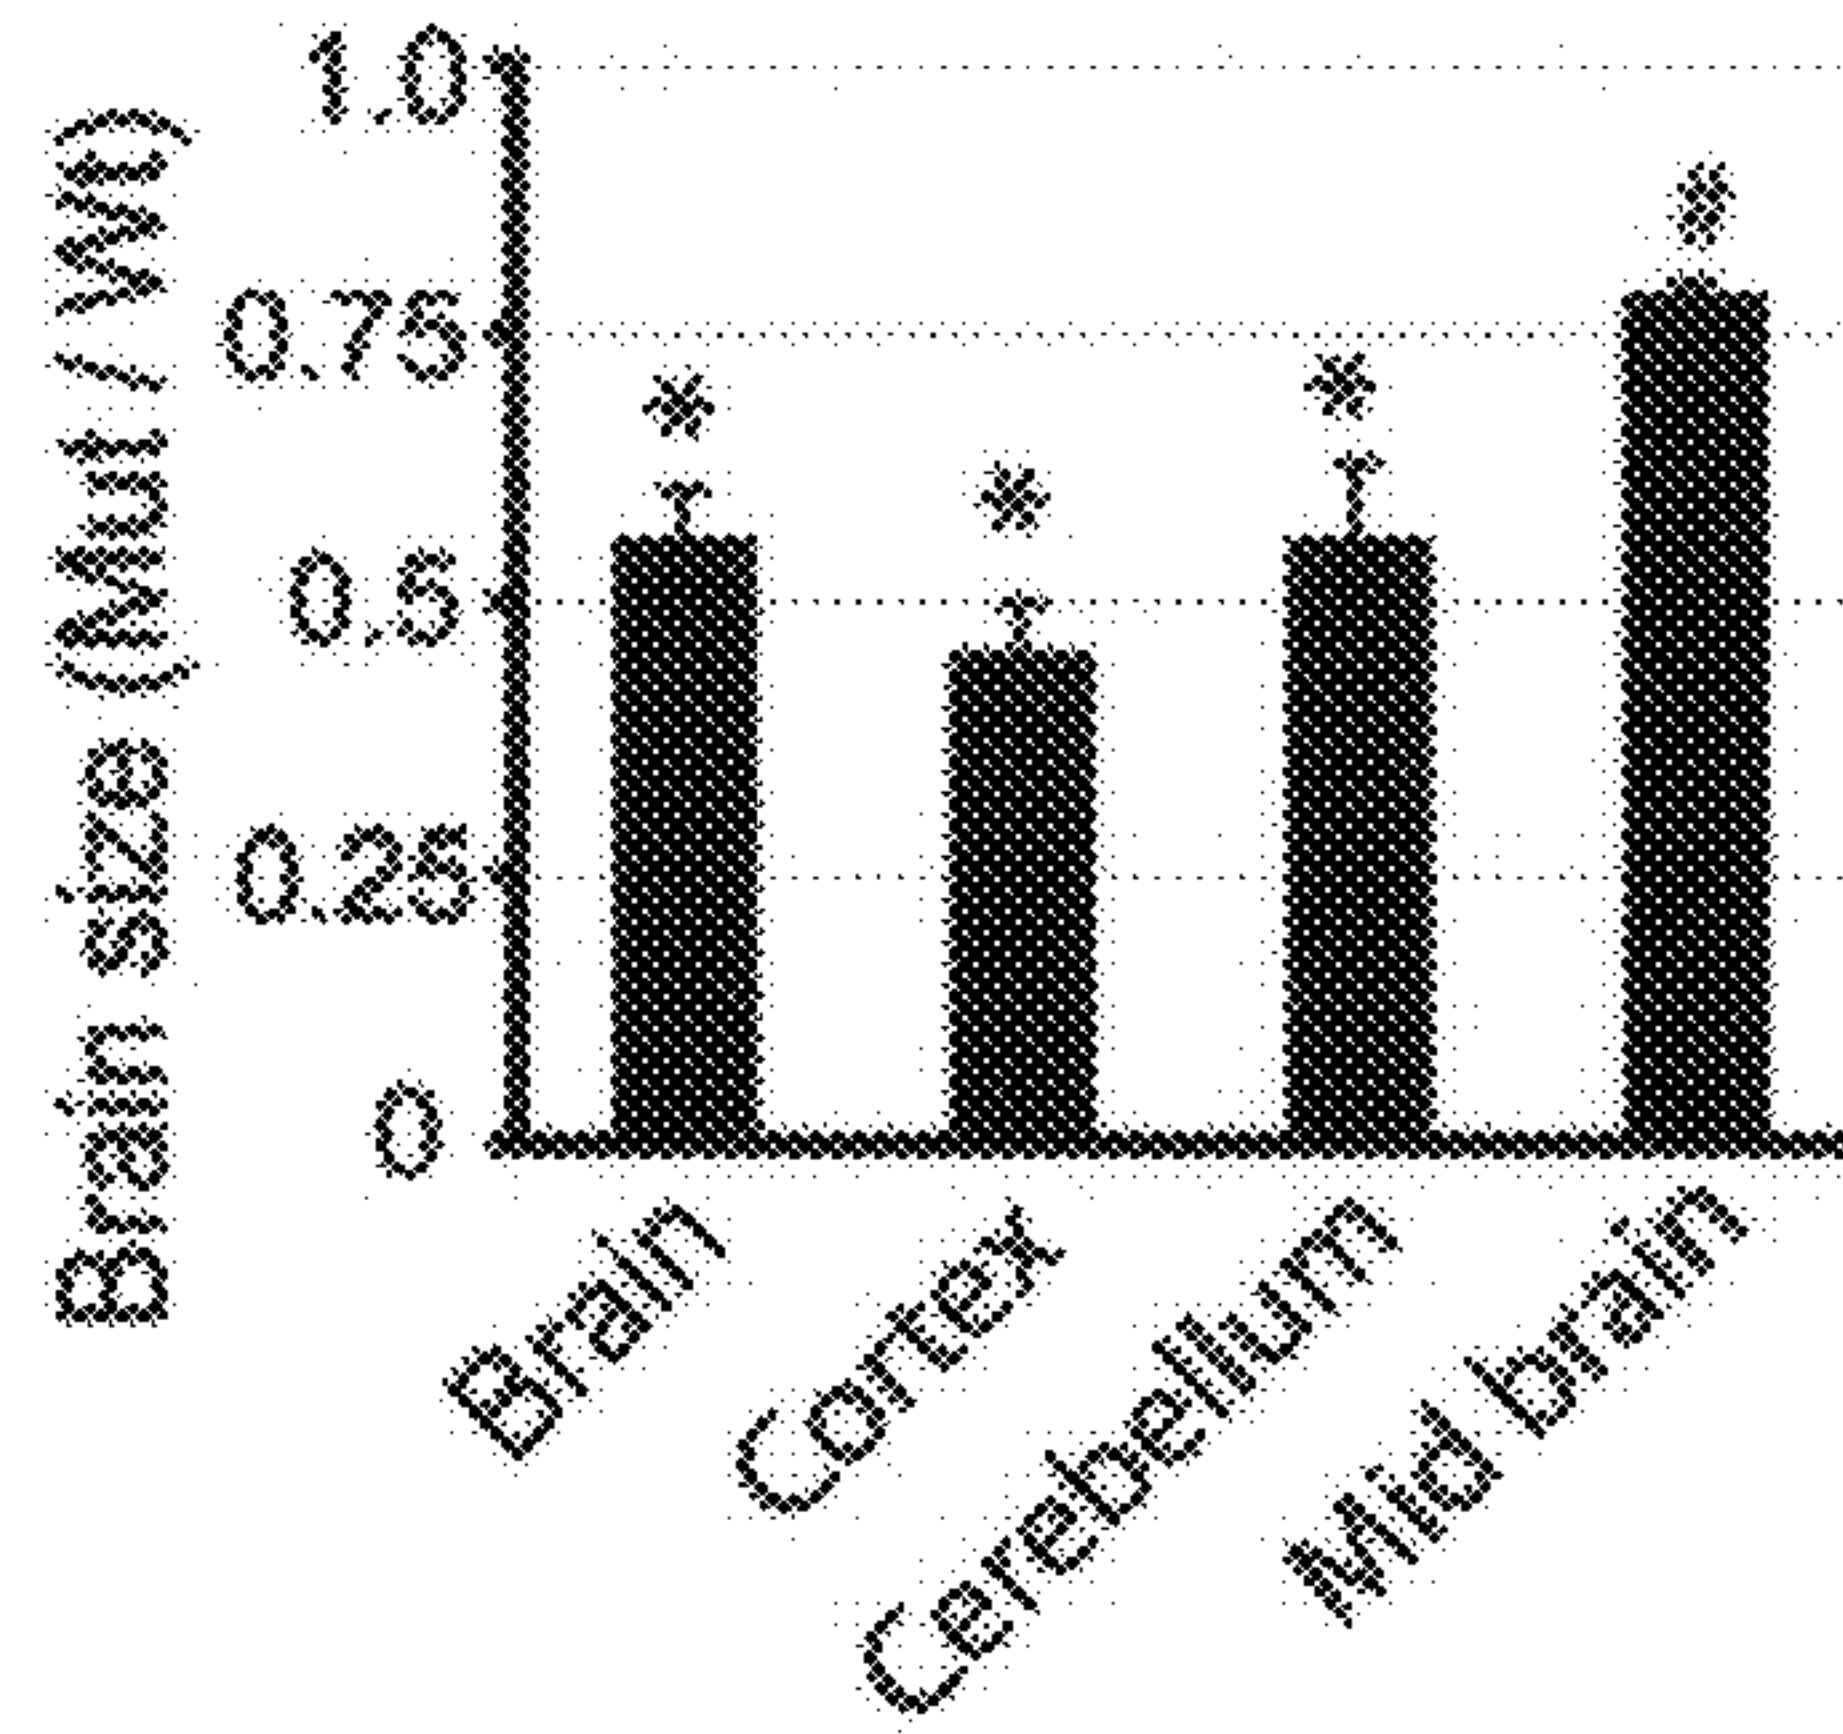 Brain size (Mut / Wt)
1.0
0.75
0.5
0.25
0
*
*
*
#
Brain
Cortex
Cerebellum
Mid brain